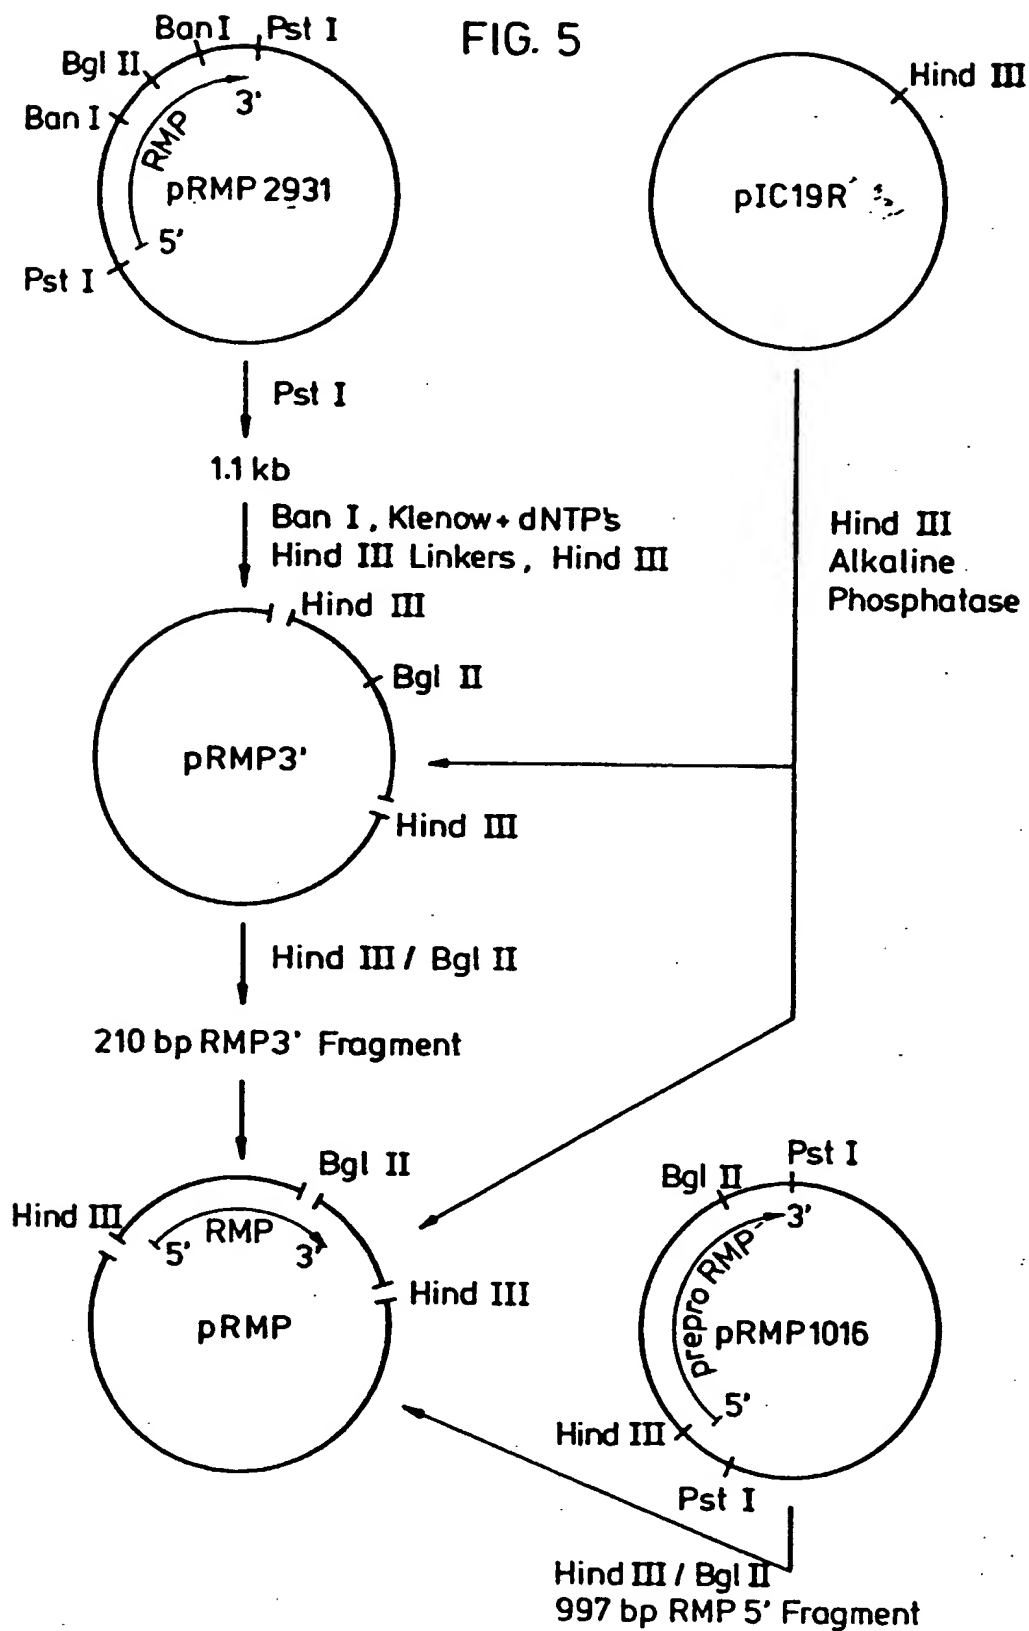 FIG. 5
Ban I
Pst I
Bgl II
Ban I
3'
RMP
pRMP 2931
5'
Pst I
Hind III
pIC19R
Pst I
1.1 kb
Ban I, Klenow + dNTP's
Hind III Linkers, Hind III
Hind III
Alkaline
Phosphatase
Hind III
Bgl II
pRMP3'
Hind III
Hind III / Bgl II
210 bp RMP3' Fragment
Bgl II
Hind III
RMP
5'
3'
Hind III
pRMP
Pst I
Bgl II
3'
prepro RMP
pRMP1016
5'
Hind III
Pst I
Hind III / Bgl II
997 bp RMP 5' Fragment